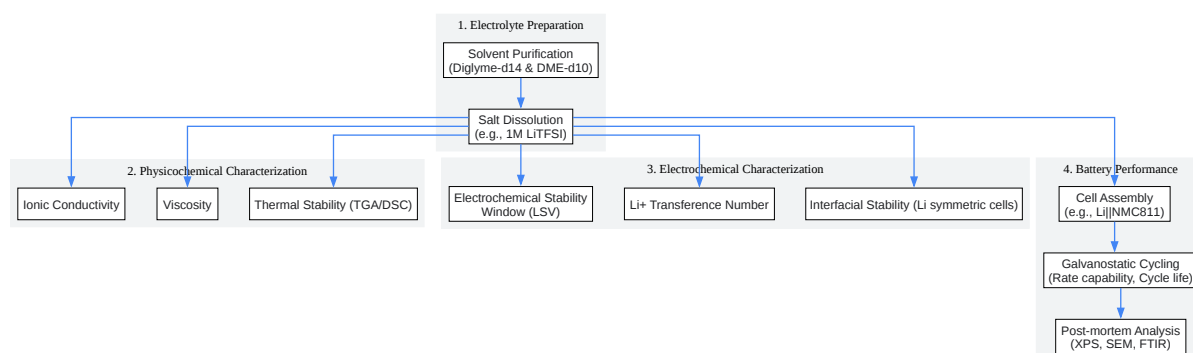 1. Electrolyte Preparation
Solvent Purification
(Diglyme-d14 & DME-d10)
Salt Dissolution
(e.g., 1M LiTFSI)
2. Physicochemical Characterization
Ionic Conductivity
Viscosity
Thermal Stability (TGA/DSC)
3. Electrochemical Characterization
Electrochemical Stability
Window (LSV)
Li+ Transference Number
Interfacial Stability (Li symmetric cells)
4. Battery Performance
Cell Assembly
(e.g., Li||NMC811)
Galvanostatic Cycling
(Rate capability, Cycle life)
Post-mortem Analysis
(XPS, SEM, FTIR)